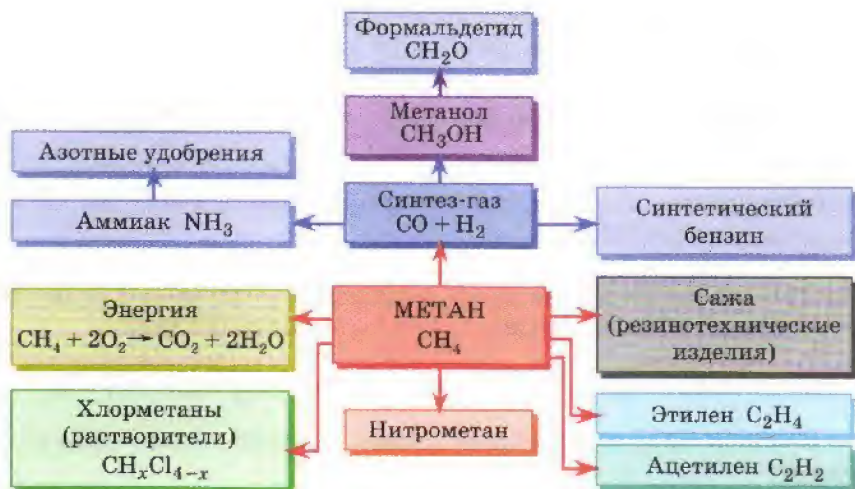 Формальдегид
CH₂O
Метанол
CH₃OH
Азотные удобрения
Аммиак NH₃
Синтез-газ
CO + H₂
Синтетический
бензин
Энергия
CH₄ + 2O₂ → CO₂ + 2H₂O
МЕТАН
CH₄
Сажа
(резинотехнические
изделия)
Хлорметаны
(растворители)
CHₓCl₄₋ₓ
Нитрометан
Этилен C₂H₄
Ацетилен C₂H₂